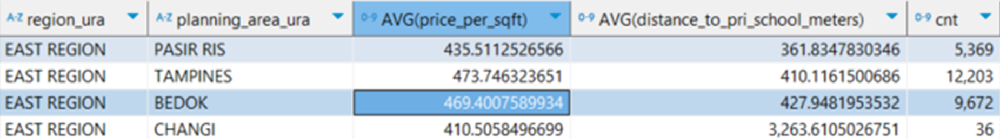 A-Z region_ura A-Z planning_area_ura 0-9 AVG(price_per_sqft) 0-9 AVG(distance_to_pri_school_meters) 0-9 cnt
EAST REGION PASIR RIS 435.5112526566 361.8347830346 5,369
EAST REGION TAMPINES 473.746323651 410.1161500686 12,203
EAST REGION BEDOK 469.4007589934 427.9481953532 9,672
EAST REGION CHANGI 410.5058496699 3,263.6105026751 36